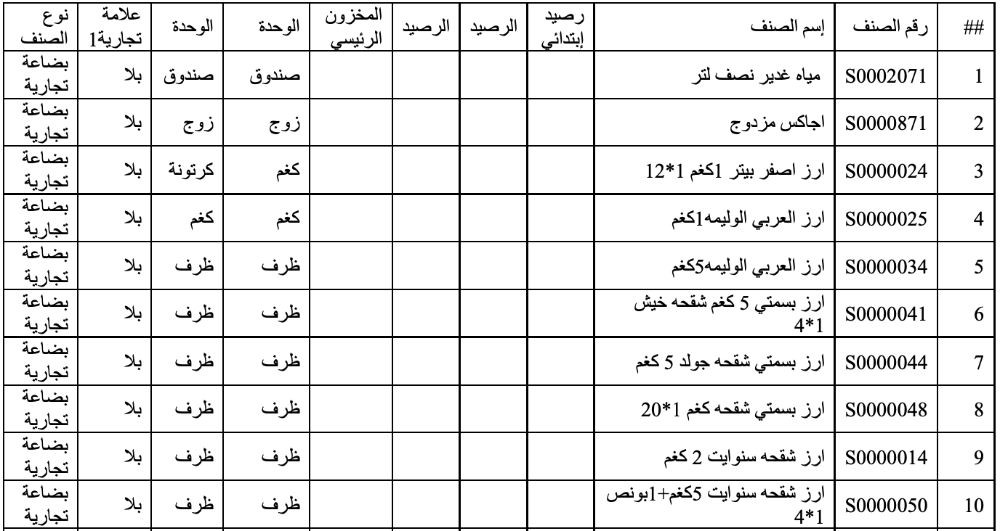 ## رقم الصنف إسم الصنف رصيد إبتدائي الرصيد الرصيد المخزون الرئيسي الوحدة الوحدة علامة تجارية1 نوع الصنف
1 S0002071 مياه غدير نصف لتر صندوق صندوق بلا بضاعة تجارية
2 S0000871 اجاكس مزدوج زوج زوج بلا بضاعة تجارية
3 S0000024 ارز اصفر بيتر 1كغم 1*12 كغم كرتونة بلا بضاعة تجارية
4 S0000025 ارز العربي الوليمه1كغم كغم كغم بلا بضاعة تجارية
5 S0000034 ارز العربي الوليمه5كغم ظرف ظرف بلا بضاعة تجارية
6 S0000041 ارز بسمتي 5 كغم شقحه خيش 1*4 ظرف ظرف بلا بضاعة تجارية
7 S0000044 ارز بسمتي شقحه جولد 5 كغم ظرف ظرف بلا بضاعة تجارية
8 S0000048 ارز بسمتي شقحه كغم 1*20 ظرف ظرف بلا بضاعة تجارية
9 S0000014 ارز شقحه سنوايت 2 كغم ظرف ظرف بلا بضاعة تجارية
10 S0000050 ارز شقحه سنوايت 5كغم+1بونص 1*4 ظرف ظرف بلا بضاعة تجارية